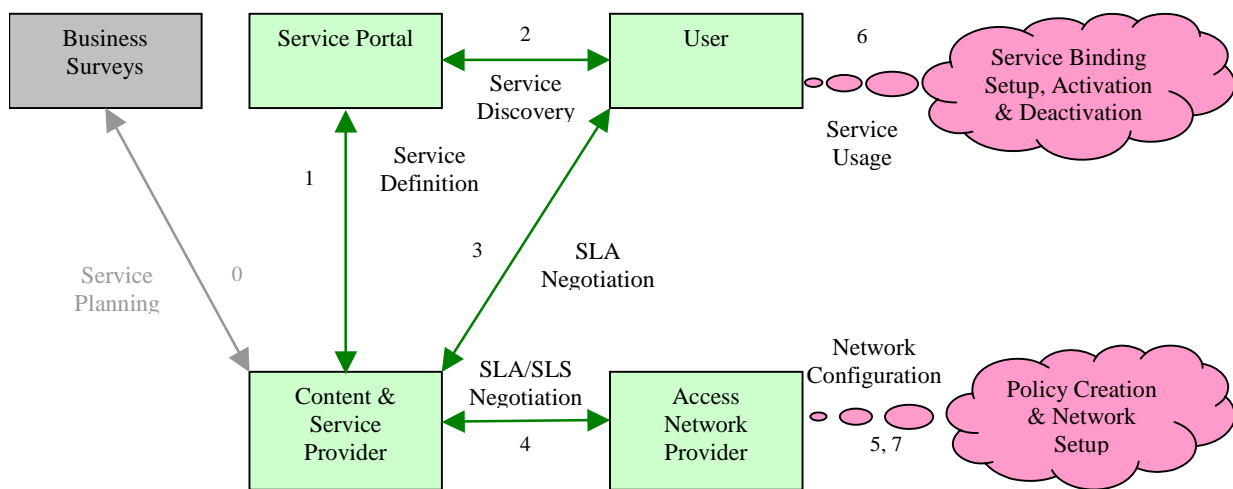 Business
Surveys
Service Portal
2
Service
Discovery
User
6
Service
Usage
Service Binding
Setup, Activation
& Deactivation
1
Service
Definition
3
SLA
Negotiation
0
Service
Planning
Content &
Service
Provider
SLA/SLS
Negotiation
4
Access
Network
Provider
Network
Configuration
5, 7
Policy Creation
& Network
Setup